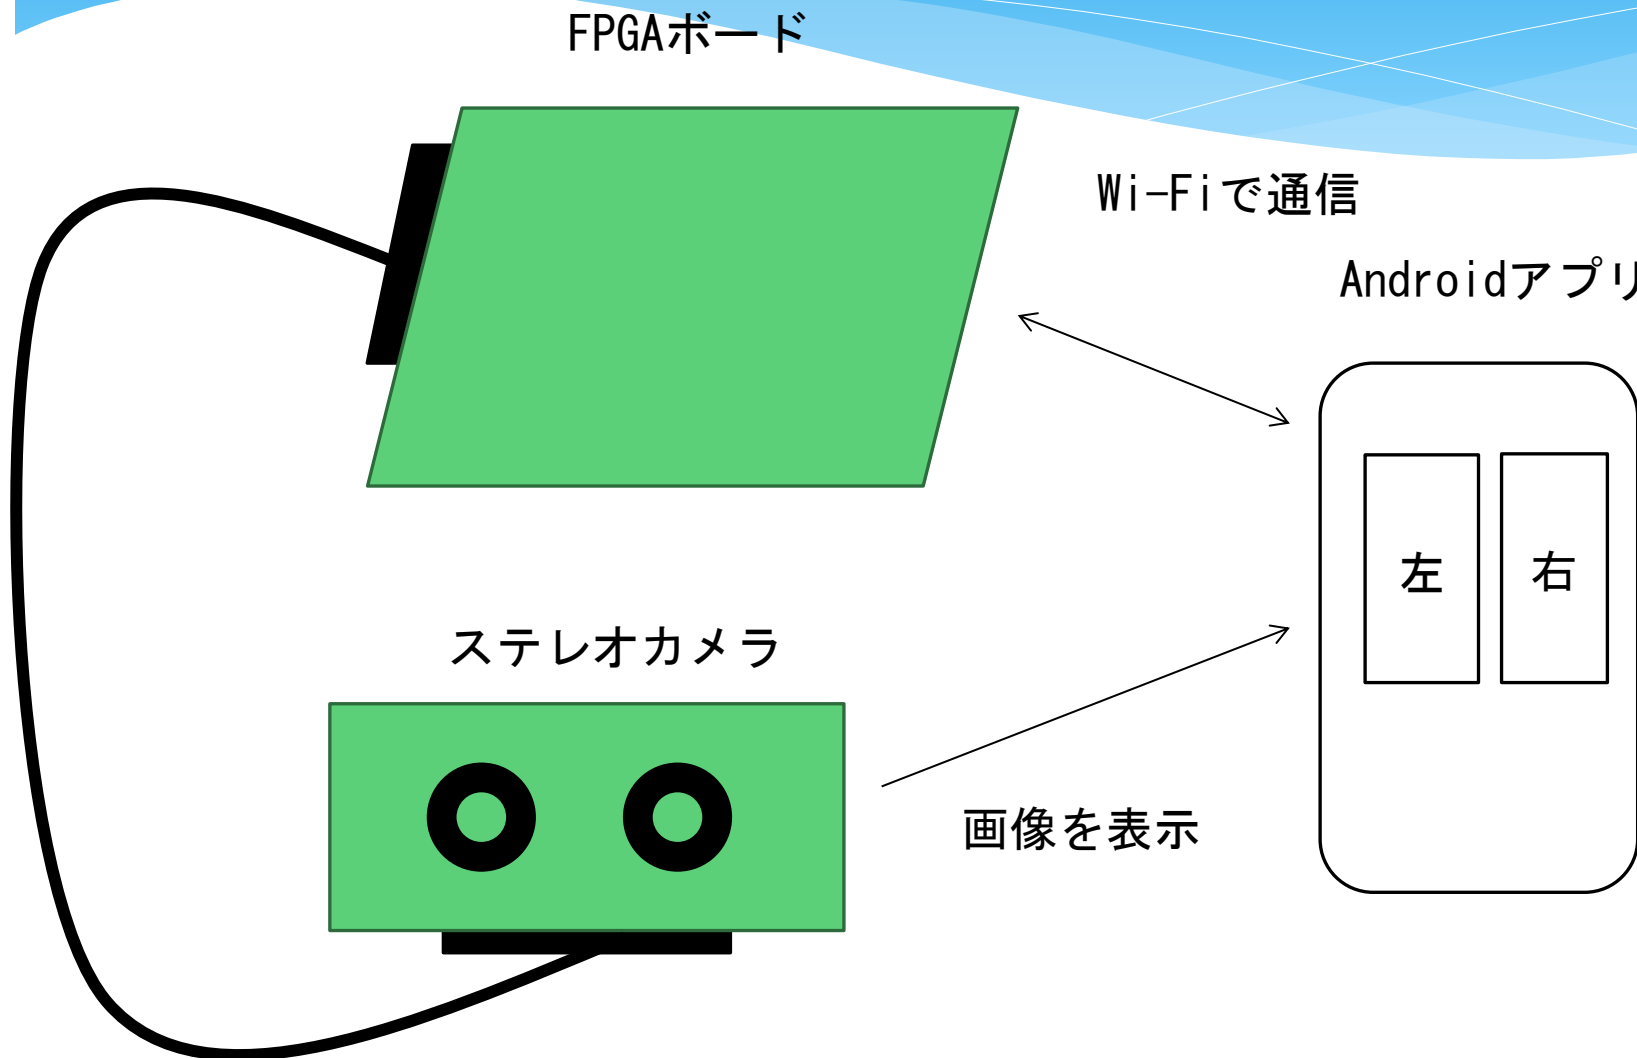 FPGAボード
Wi-Fiで通信
Androidアプリ
左
右
ステレオカメラ
画像を表示